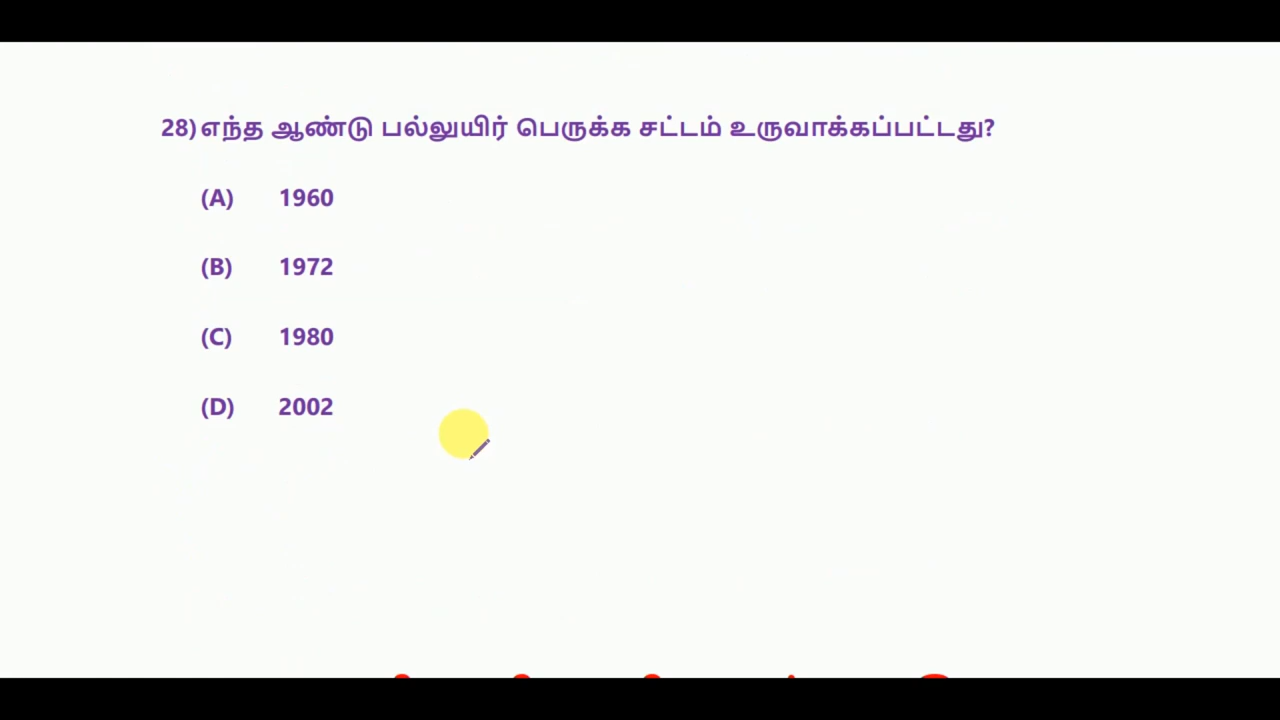 28)எந்த ஆண்டு பல்லுயிர் பெருக்க சட்டம் உருவாக்கப்பட்டது?
(A) 1960
(B) 1972
(C) 1980
(D) 2002